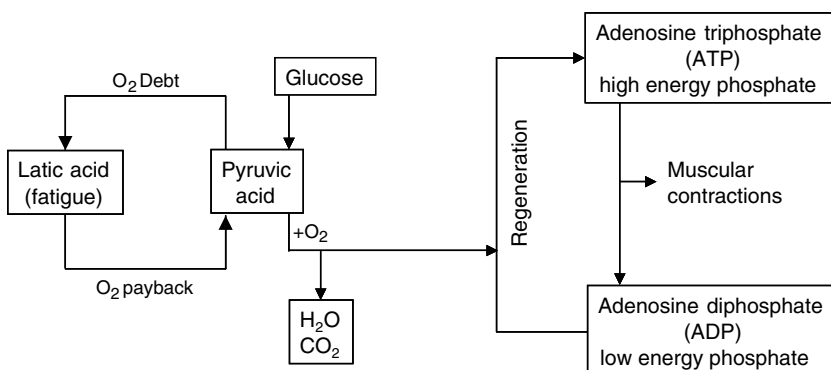 O₂ Debt
Glucose
Latic acid
(fatigue)
Pyruvic
acid
+O₂
O₂ payback
H₂O
CO₂
Regeneration
Adenosine triphosphate
(ATP)
high energy phosphate
Muscular
contractions
Adenosine diphosphate
(ADP)
low energy phosphate